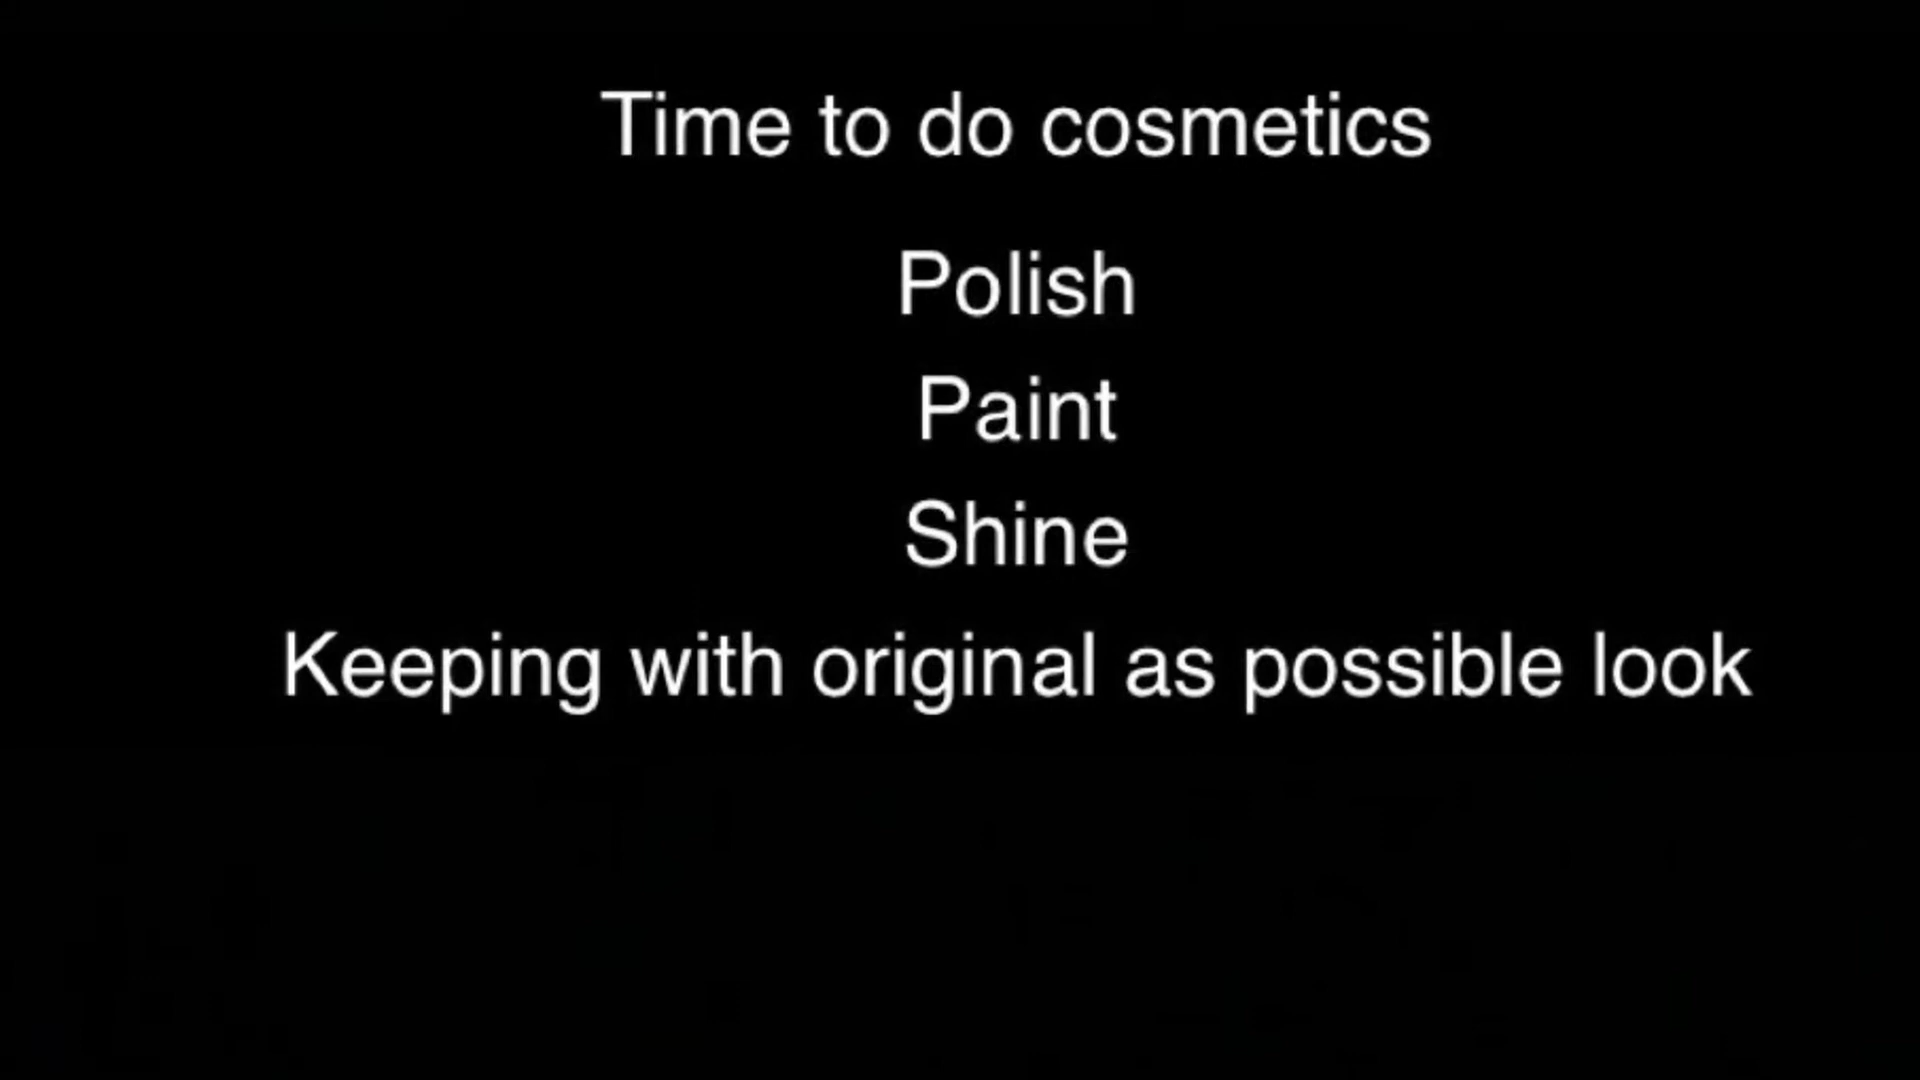 Time to do cosmetics
Polish
Paint
Shine
Keeping with original as possible look